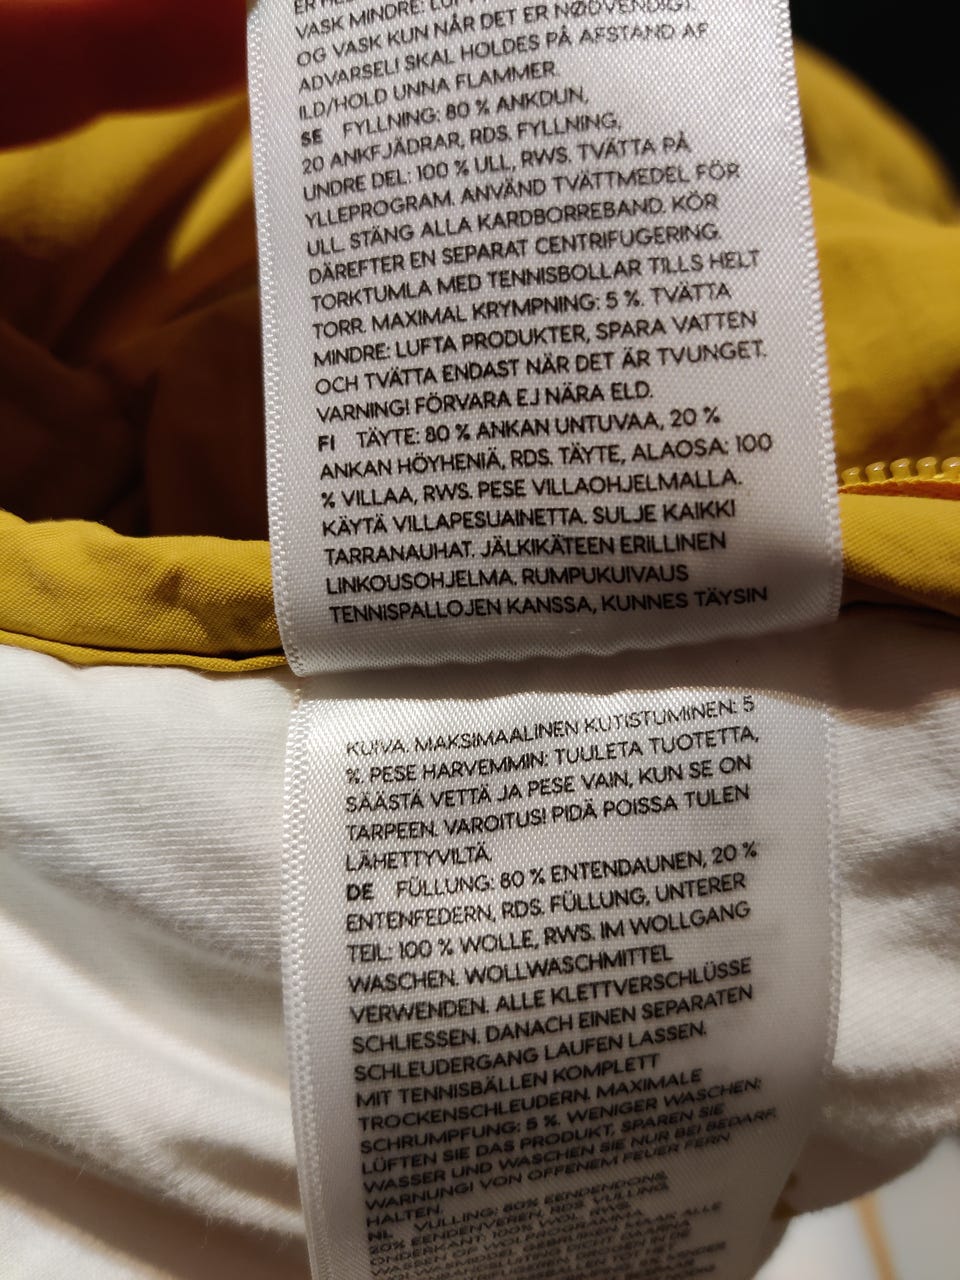 VASK MINDRE: LUFT
OG VASK KUN NÅR DET ER NØDVENDIGT.
ADVARSEL! SKAL HOLDES PÅ AFSTAND AF
ILD/HOLD UNNA FLAMMER.
SE FYLLNING: 80 % ANKDUN,
20 ANKFJÄDRAR, RDS. FYLLNING,
UNDRE DEL: 100 % ULL, RWS. TVÄTTA PÅ
YLLEPROGRAM. ANVÄND TVÄTTMEDEL FÖR
ULL. STÄNG ALLA KARDBORREBAND. KÖR
DÄREFTER EN SEPARAT CENTRIFUGERING.
TORKTUMLA MED TENNISBOLLAR TILLS HELT
TORR. MAXIMAL KRYMPNING: 5 %. TVÄTTA
MINDRE: LUFTA PRODUKTER, SPARA VATTEN
OCH TVÄTTA ENDAST NÄR DET ÄR TVUNGET.
VARNING! FÖRVARA EJ NÄRA ELD.
FI TÄYTE: 80 % ANKAN UNTUVAA, 20 %
ANKAN HÖYHENIÄ, RDS. TÄYTE, ALAOSA: 100
% VILLAA, RWS. PESE VILLAOHJELMALLA.
KÄYTÄ VILLAPESUAINETTA. SULJE KAIKKI
TARRANAUHAT. JÄLKIKÄTEEN ERILLINEN
LINKOUSOHJELMA. RUMPUKUIVAUS
TENNISPALLOJEN KANSSA, KUNNES TÄYSIN
KUIVA. MAKSIMAALINEN KUTISTUMINEN: 5
%. PESE HARVEMMIN: TUULETA TUOTETTA,
SÄÄSTÄ VETTÄ JA PESE VAIN, KUN SE ON
TARPEEN. VAROITUS! PIDÄ POISSA TULEN
LÄHETTYVILTÄ.
DE FÜLLUNG: 80 % ENTENDAUNEN, 20 %
ENTENFEDERN, RDS. FÜLLUNG, UNTERER
TEIL: 100 % WOLLE, RWS. IM WOLLGANG
WASCHEN. WOLLWASCHMITTEL
VERWENDEN. ALLE KLETTVERSCHLÜSSE
SCHLIESSEN. DANACH EINEN SEPARATEN
SCHLEUDERGANG LAUFEN LASSEN.
MIT TENNISBÄLLEN KOMPLETT
TROCKENSCHLEUDERN. MAXIMALE
SCHRUMPFUNG: 5 %. WENIGER WASCHEN:
LÜFTEN SIE DAS PRODUKT, SPAREN SIE
WASSER UND WASCHEN SIE NUR BEI BEDARF.
WARNUNG! VON OFFENEM FEUER FERN
HALTEN.
NL VULLING: 80% EENDENDONS,
20% EENDENVEREN, RDS VULLING,
ONDERKANT: 100% WOL, RWS.